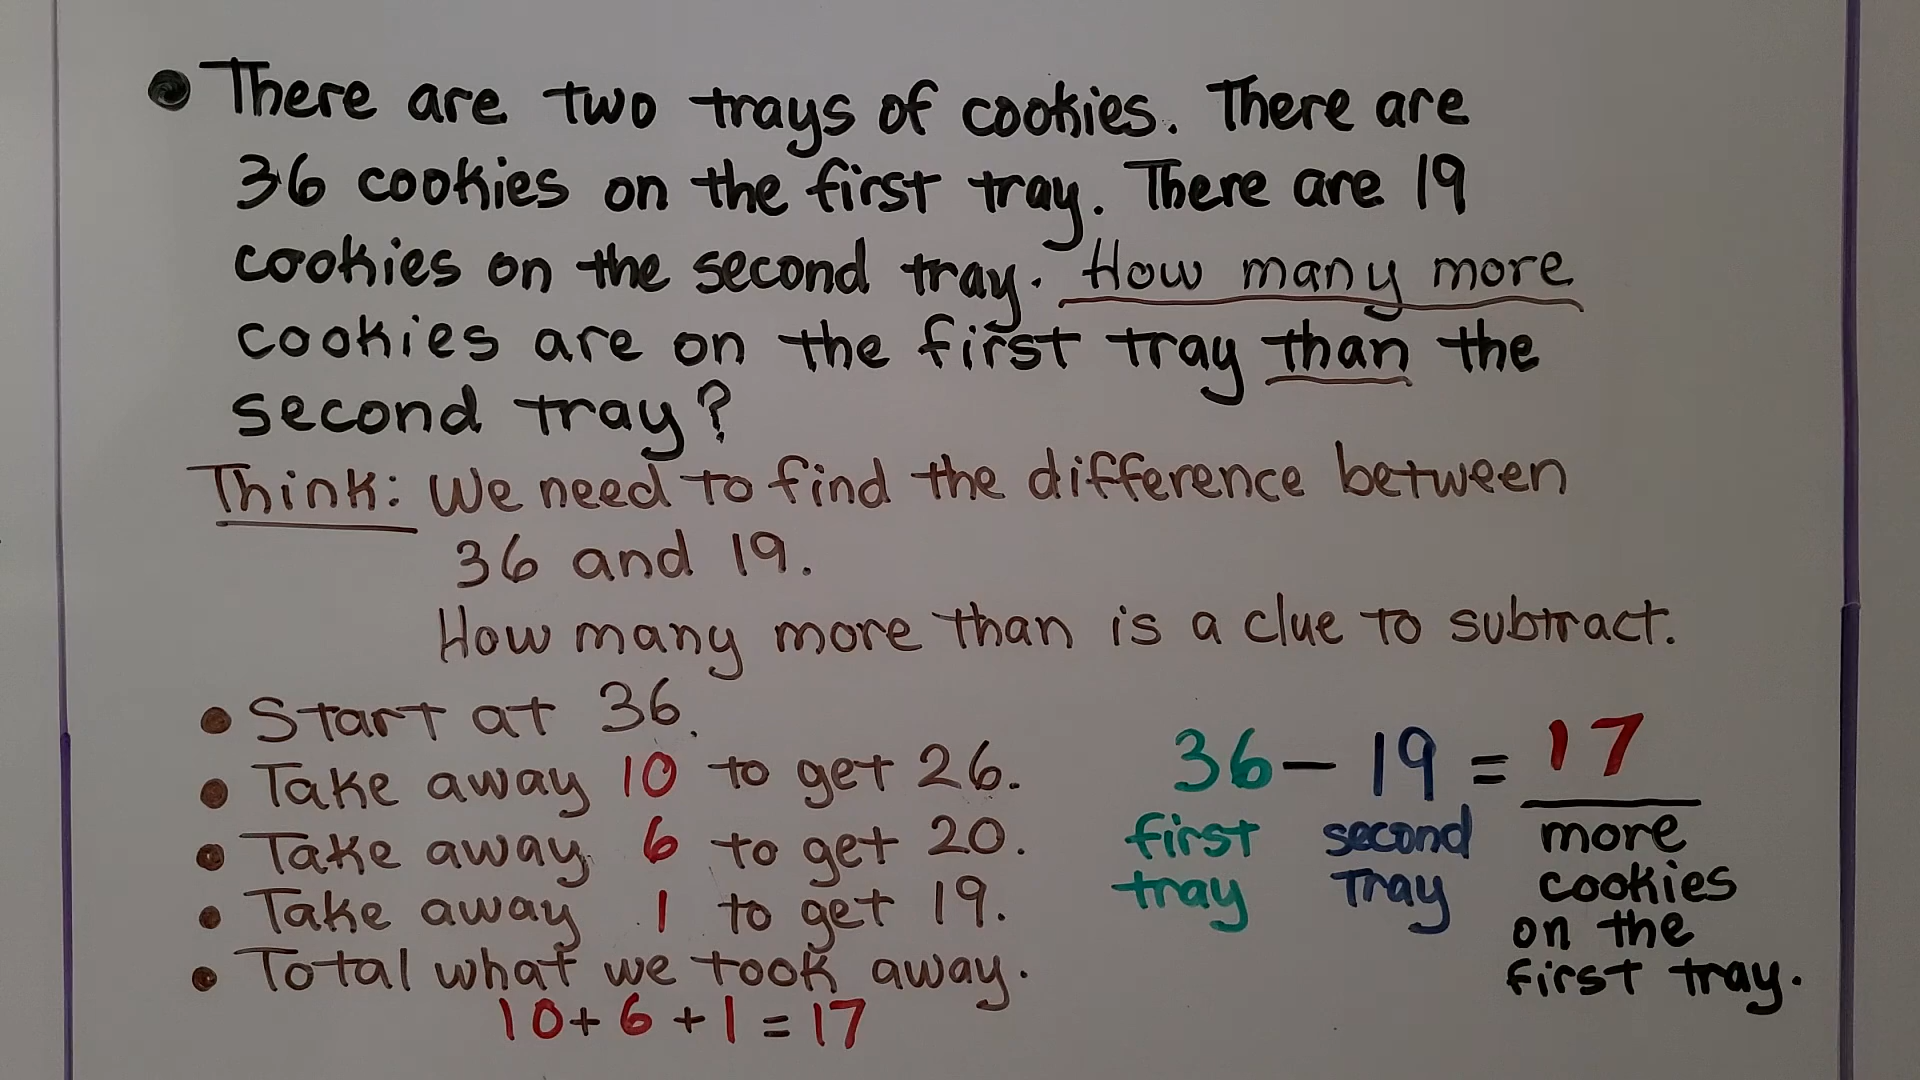 • There are two trays of cookies. There are
36 cookies on the first tray. There are 19
cookies on the second tray. How many more
cookies are on the first tray than the
second tray?
Think: We need to find the difference between
36 and 19.
How many more than is a clue to subtract.
• Start at 36.
• Take away 10 to get 26.
• Take away 6 to get 20.
• Take away 1 to get 19.
• Total what we took away.
10+6+1=17
36 - 19 = 17
first second more
tray Tray cookies
on the
first tray.